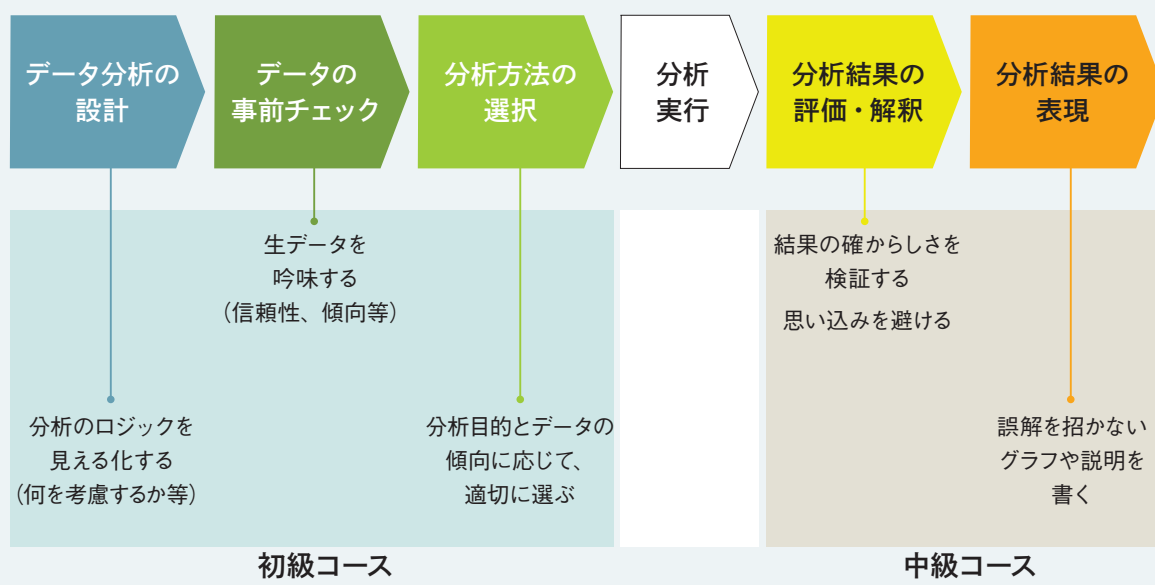 データ分析の
設計
データの
事前チェック
分析方法の
選択
分析
実行
分析結果の
評価・解釈
分析結果の
表現
生データを
吟味する
（信頼性、傾向等）
結果の確からしさを
検証する
思い込みを避ける
分析のロジックを
見える化する
（何を考慮するか等）
分析目的とデータの
傾向に応じて、
適切に選ぶ
誤解を招かない
グラフや説明を
書く
初級コース
中級コース